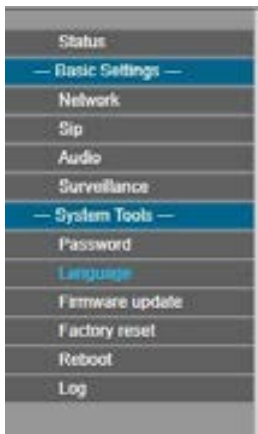 Status
— Basic Settings —
Network
Sip
Audio
Surveillance
— System Tools —
Password
Language
Firmware update
Factory reset
Reboot
Log